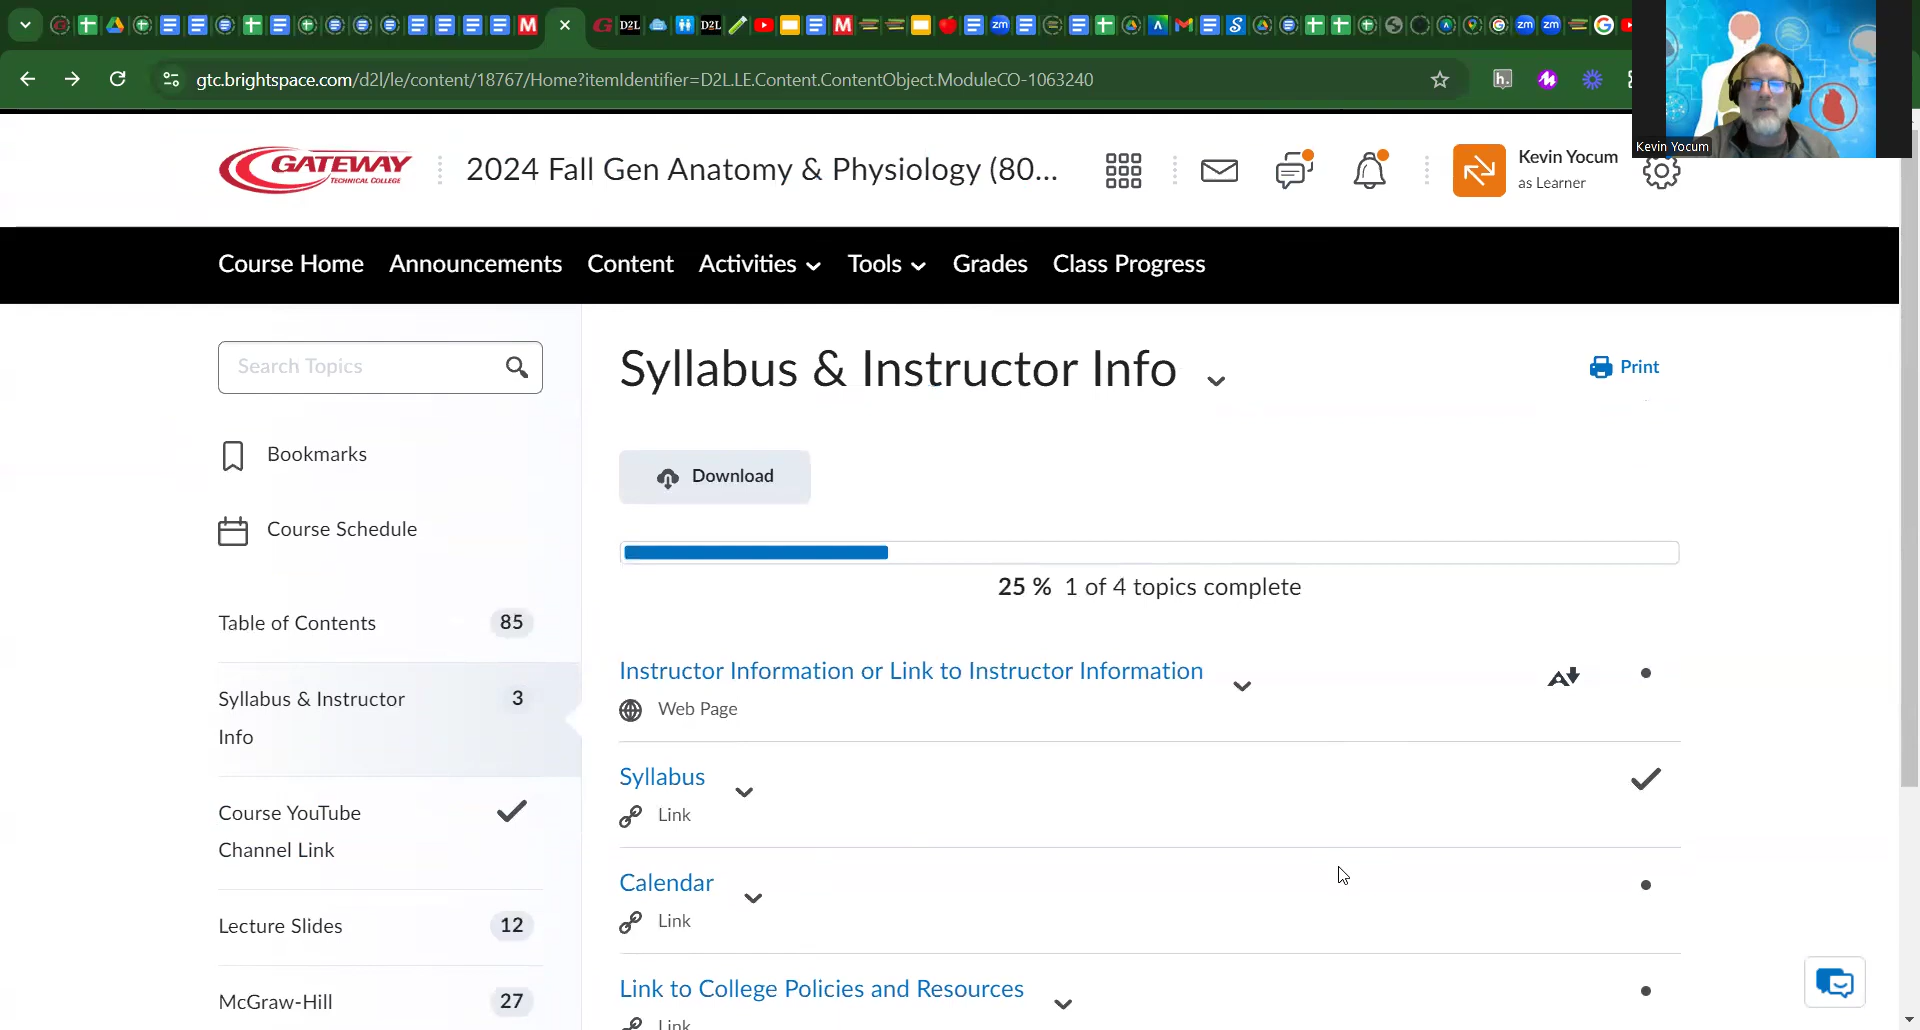 gtc.brightspace.com/d2l/le/content/18767/Home?itemIdentifier=D2L.LE.Content.ContentObject.ModuleCO-1063240
Kevin Yocum
GATEWAY
TECHNICAL COLLEGE
2024 Fall Gen Anatomy & Physiology (80...
Kevin Yocum
as Learner
Course Home Announcements Content Activities Tools Grades Class Progress
Search Topics
Bookmarks
Course Schedule
Table of Contents 85
Syllabus & Instructor 3
Info
Course YouTube
Channel Link
Lecture Slides 12
McGraw-Hill 27
Syllabus & Instructor Info
Print
Download
25 % 1 of 4 topics complete
Instructor Information or Link to Instructor Information
Web Page
Syllabus
Link
Calendar
Link
Link to College Policies and Resources
Link